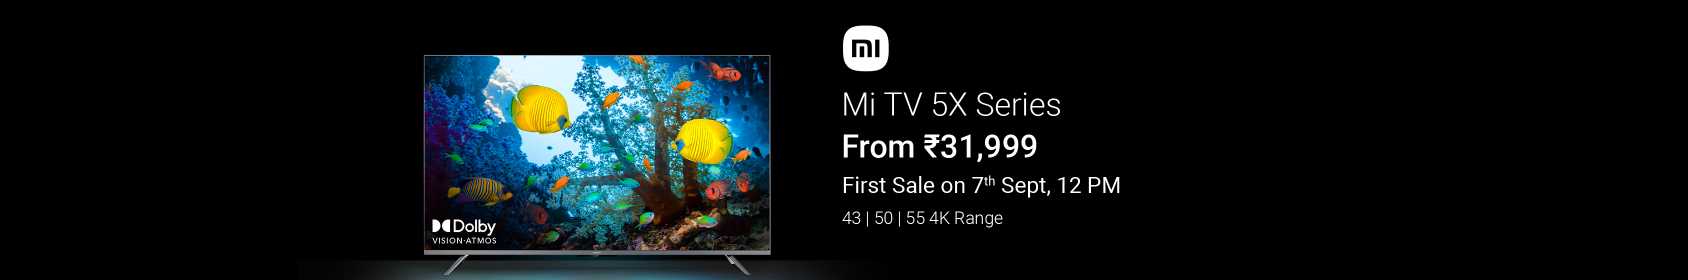 Dolby
VISION·ATMOS
mi
Mi TV 5X Series
From ₹31,999
First Sale on 7th Sept, 12 PM
43 | 50 | 55 4K Range